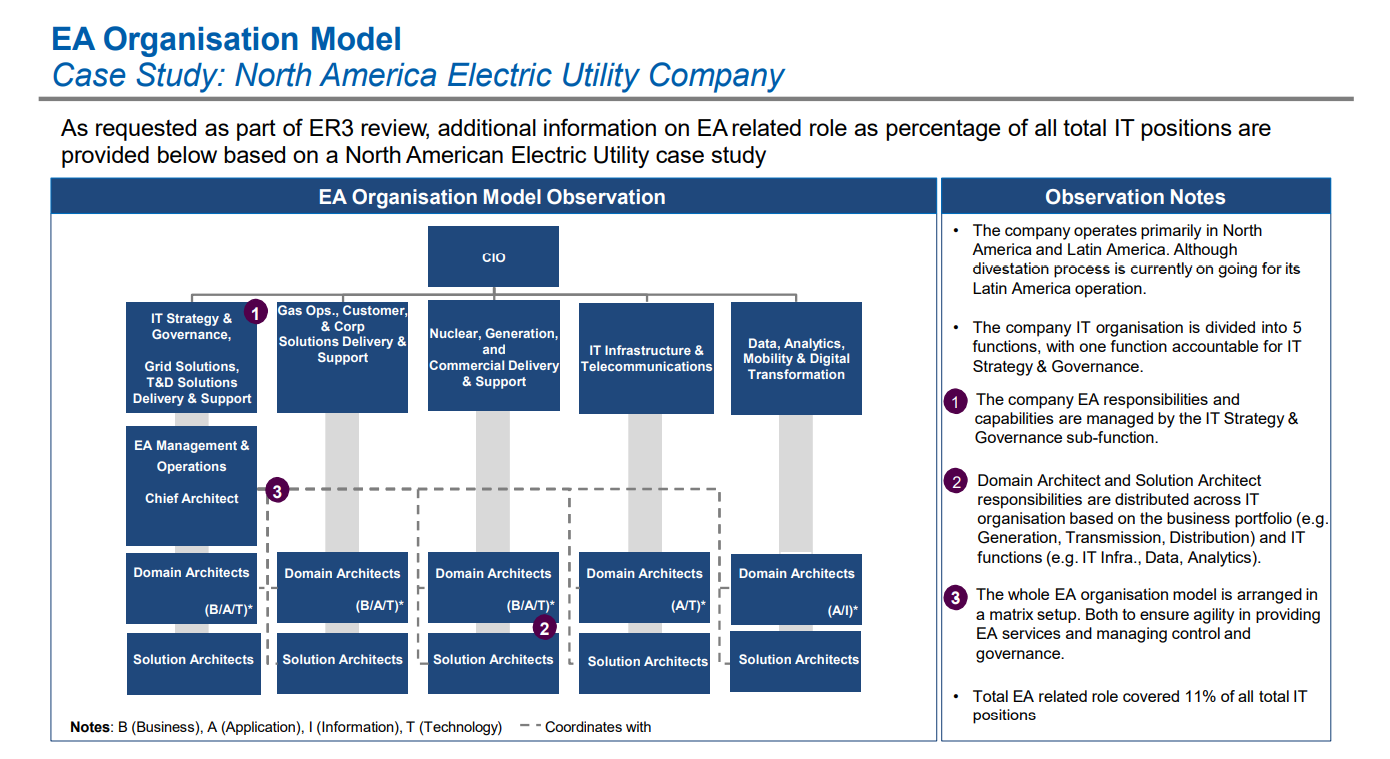 EA Organisation Model
Case Study: North America Electric Utility Company
As requested as part of ER3 review, additional information on EA related role as percentage of all total IT positions are
provided below based on a North American Electric Utility case study
EA Organisation Model Observation
CIO
IT Strategy &
Governance,
Grid Solutions,
T&D Solutions
Delivery & Support
1
Gas Ops., Customer,
& Corp
Solutions Delivery &
Support
Nuclear, Generation,
and
Commercial Delivery
& Support
IT Infrastructure &
Telecommunications
Data, Analytics,
Mobility & Digital
Transformation
EA Management &
Operations
Chief Architect
3
Domain Architects
(B/A/T)*
Domain Architects
(B/A/T)*
Domain Architects
(B/A/T)*
Domain Architects
(A/T)*
Domain Architects
(A/I)*
2
Solution Architects
Solution Architects
Solution Architects
Solution Architects
Solution Architects
Notes: B (Business), A (Application), I (Information), T (Technology)
Coordinates with
Observation Notes
• The company operates primarily in North
America and Latin America. Although
divestation process is currently on going for its
Latin America operation.
• The company IT organisation is divided into 5
functions, with one function accountable for IT
Strategy & Governance.
1 The company EA responsibilities and
capabilities are managed by the IT Strategy &
Governance sub-function.
2 Domain Architect and Solution Architect
responsibilities are distributed across IT
organisation based on the business portfolio (e.g.
Generation, Transmission, Distribution) and IT
functions (e.g. IT Infra., Data, Analytics).
3 The whole EA organisation model is arranged in
a matrix setup. Both to ensure agility in providing
EA services and managing control and
governance.
• Total EA related role covered 11% of all total IT
positions